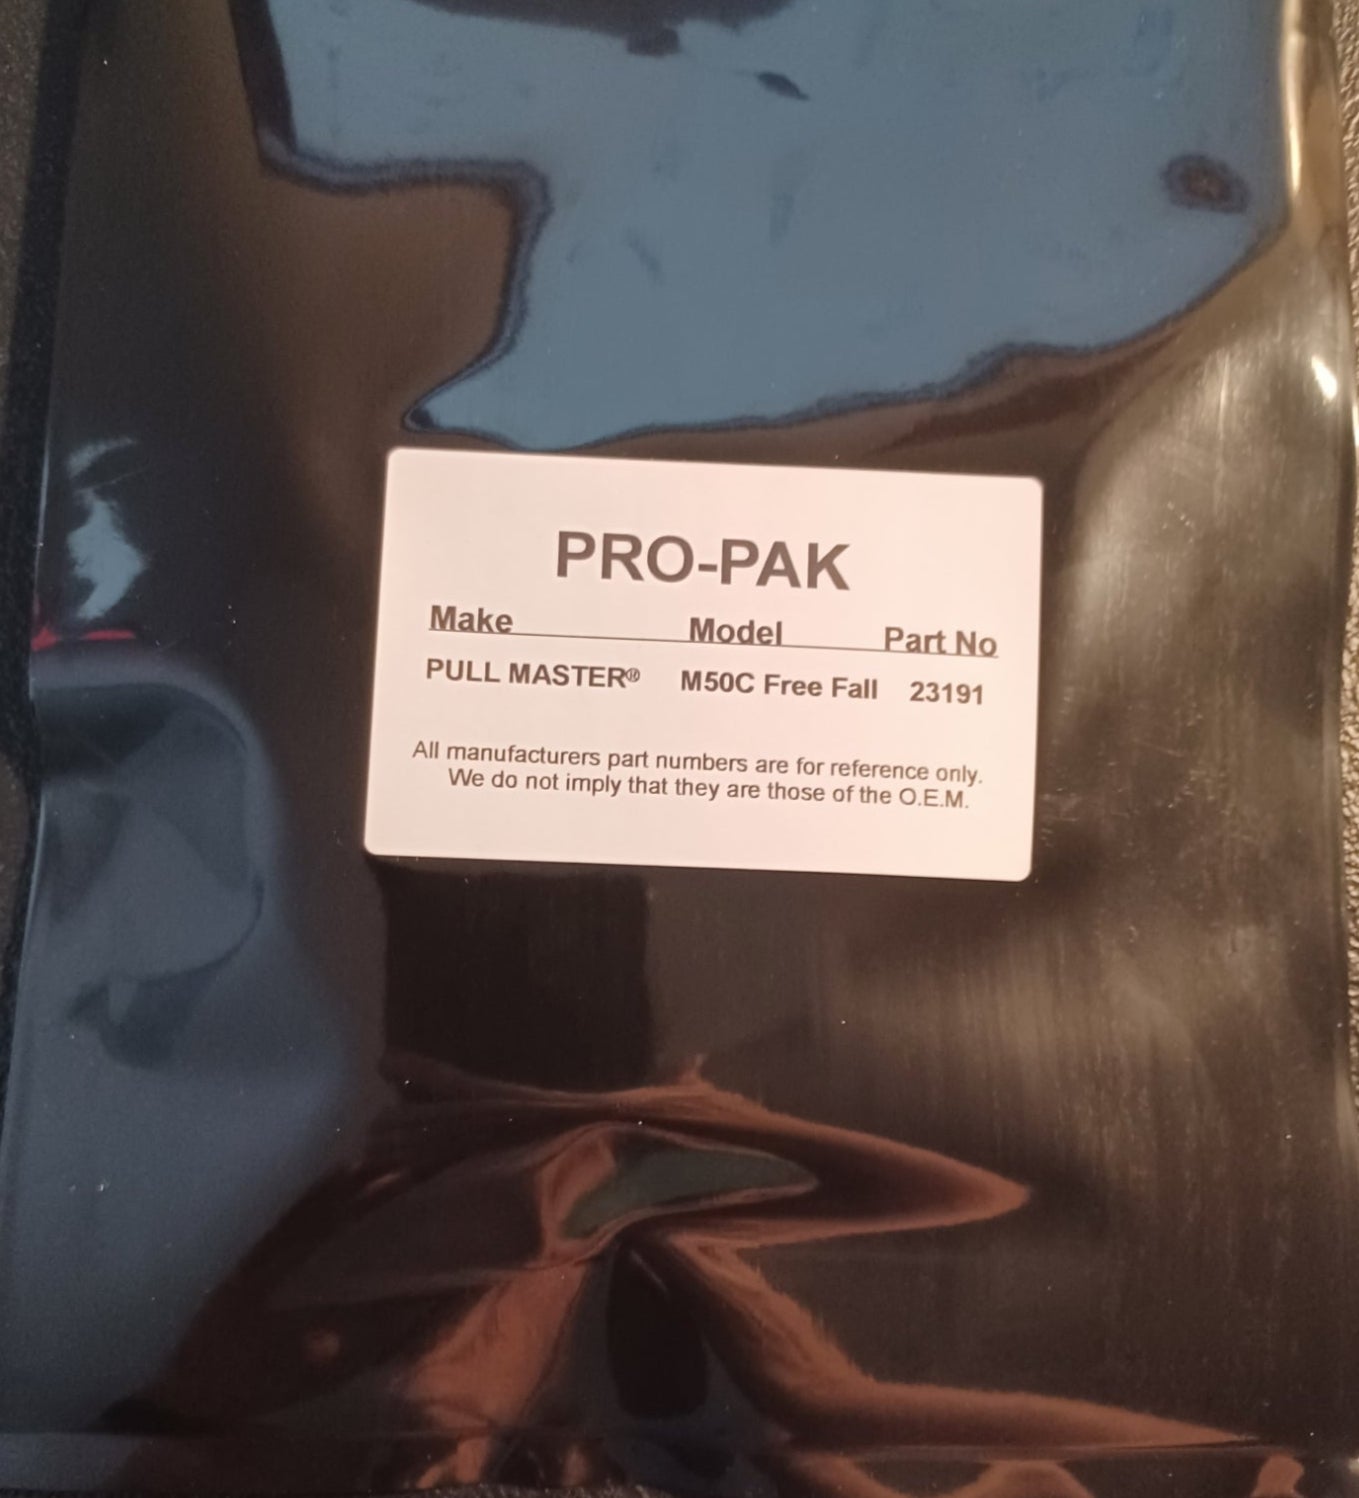 PRO-PAK
Make Model Part No
PULL MASTER® M50C Free Fall 23191
All manufacturers part numbers are for reference only.
We do not imply that they are those of the O.E.M.